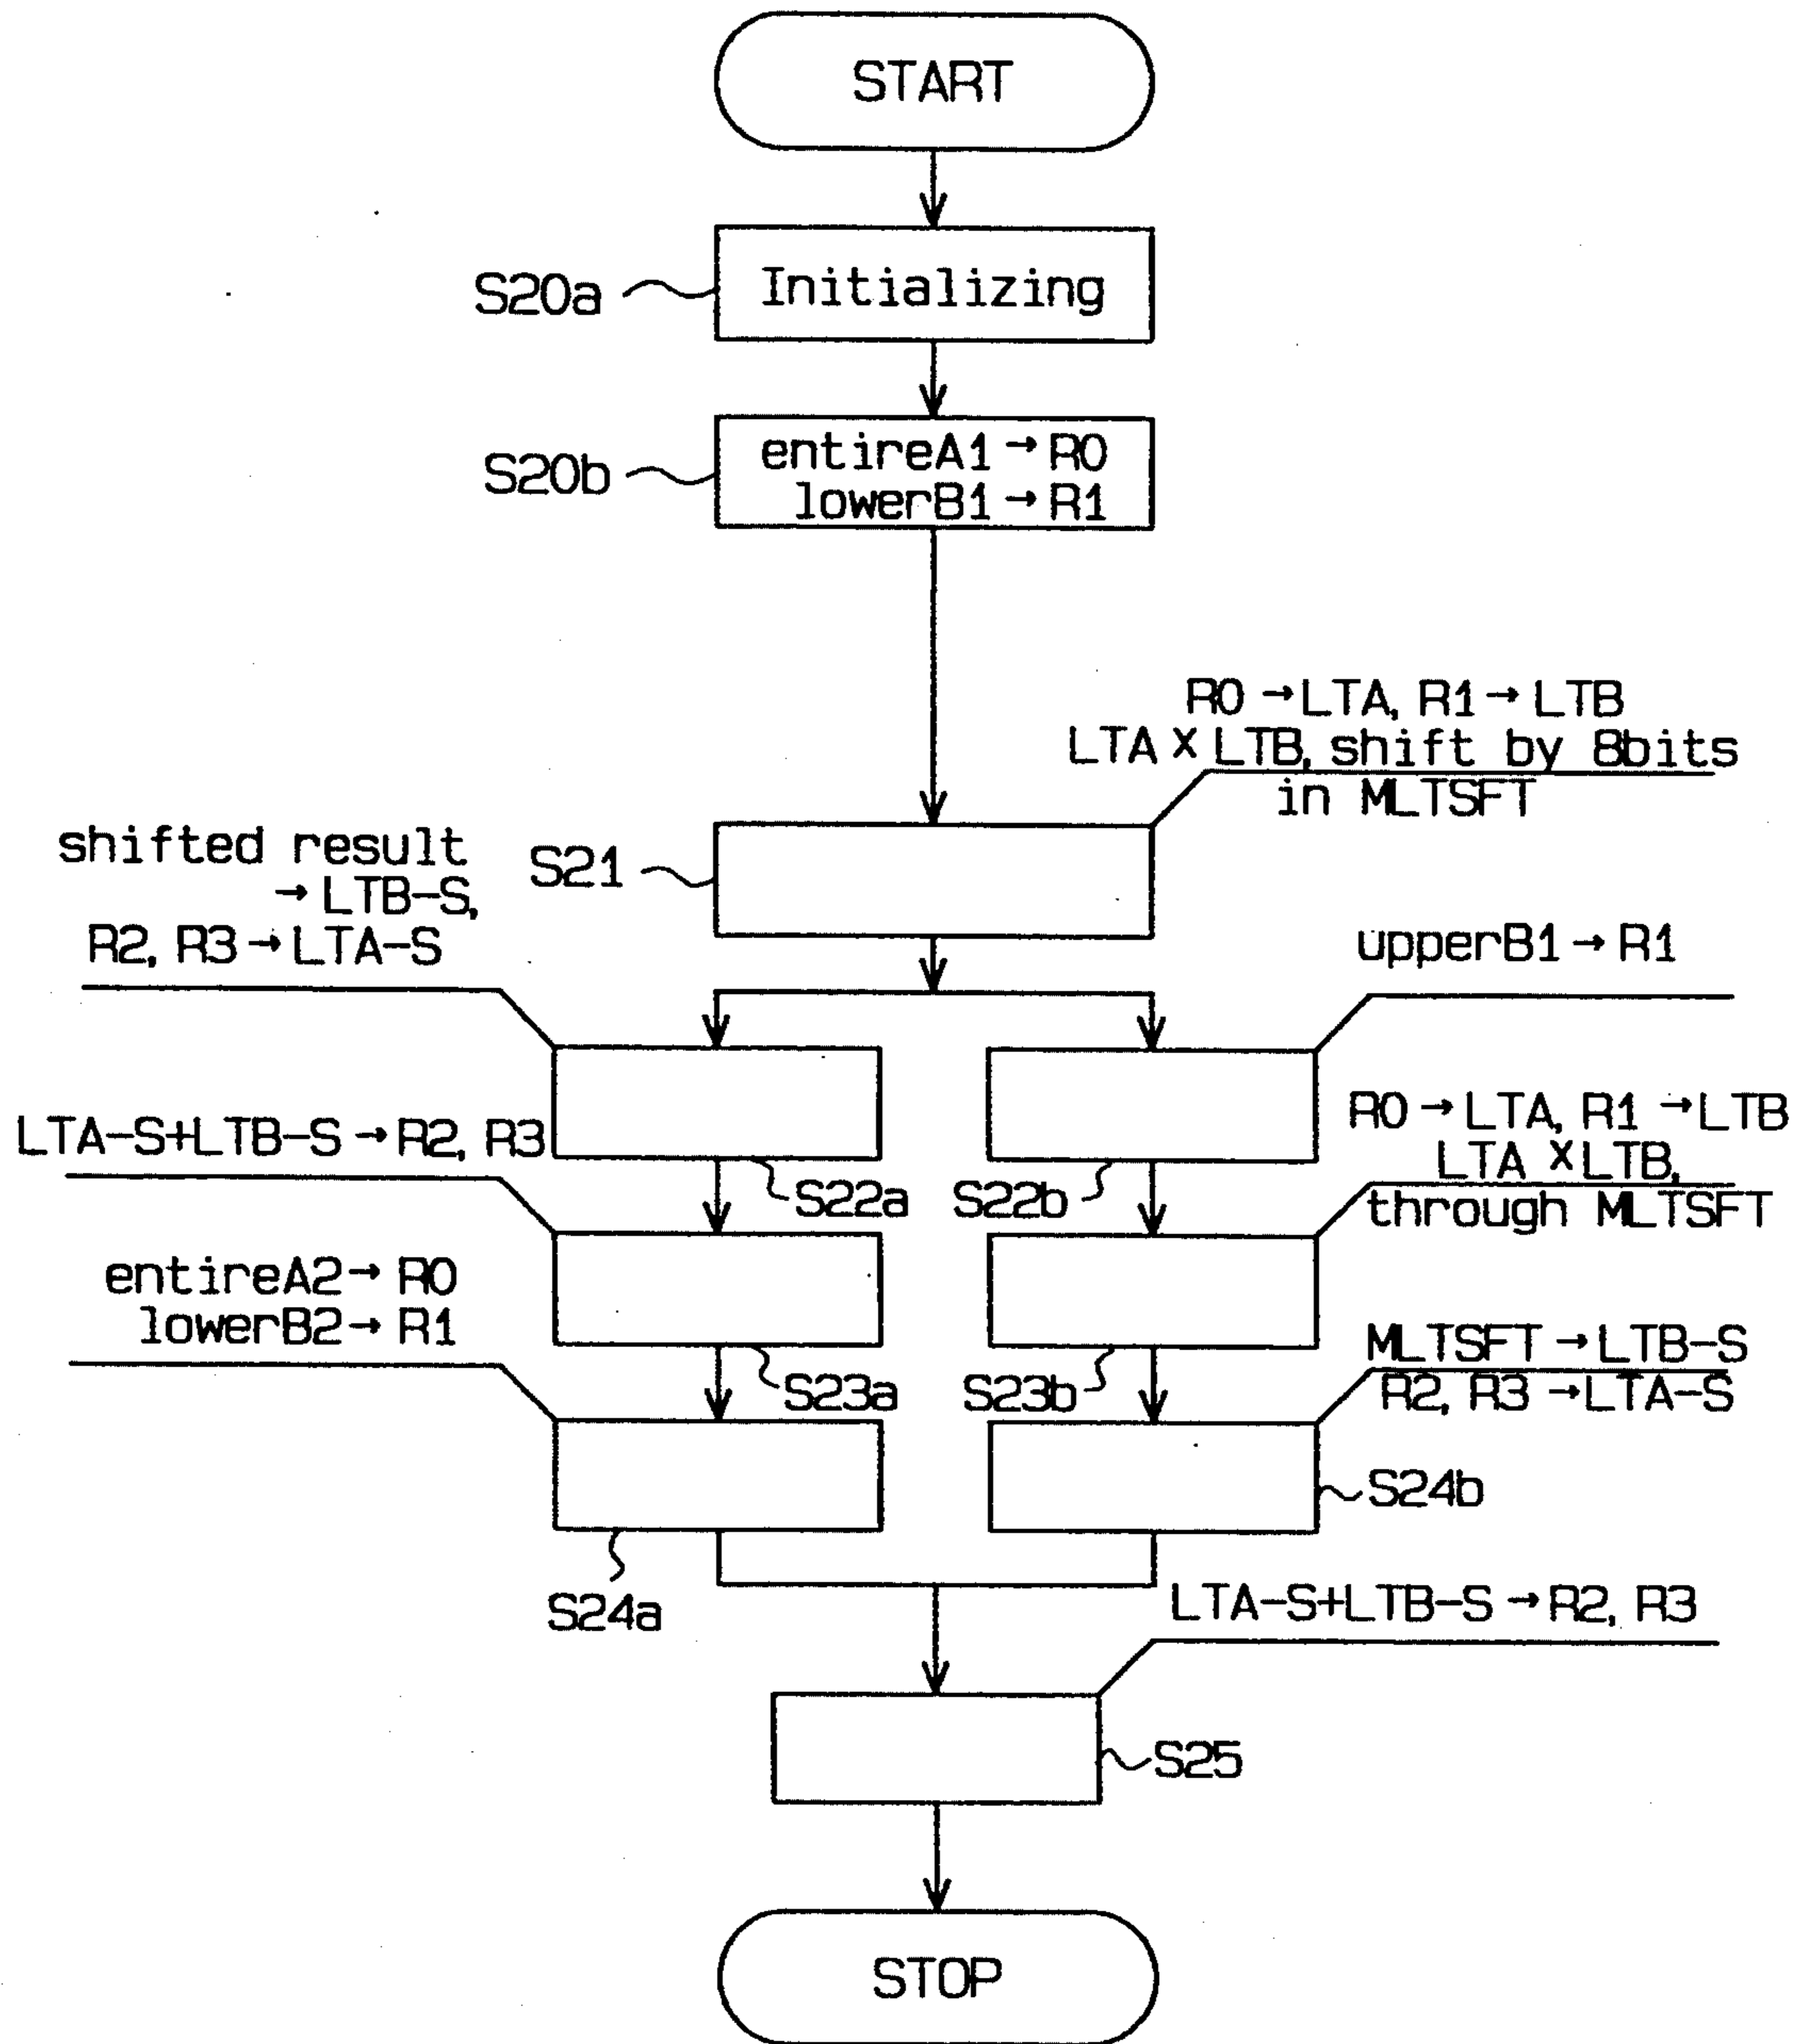 START
S20a
Initializing
S20b
entireA1→R0
lowerB1→R1
R0→LTA, R1→LTB
LTA X LTB, shift by 8bits
in MLTSFT
S21
shifted result
→LTB-S,
R2, R3→LTA-S
upperB1→R1
S22a
S22b
LTA-S+LTB-S→R2, R3
R0→LTA, R1→LTB
LTA XLTB,
through MLTSFT
S23a
S23b
entireA2→R0
lowerB2→R1
MLTSFT→LTB-S
R2, R3→LTA-S
S24a
S24b
LTA-S+LTB-S→R2, R3
S25
STOP